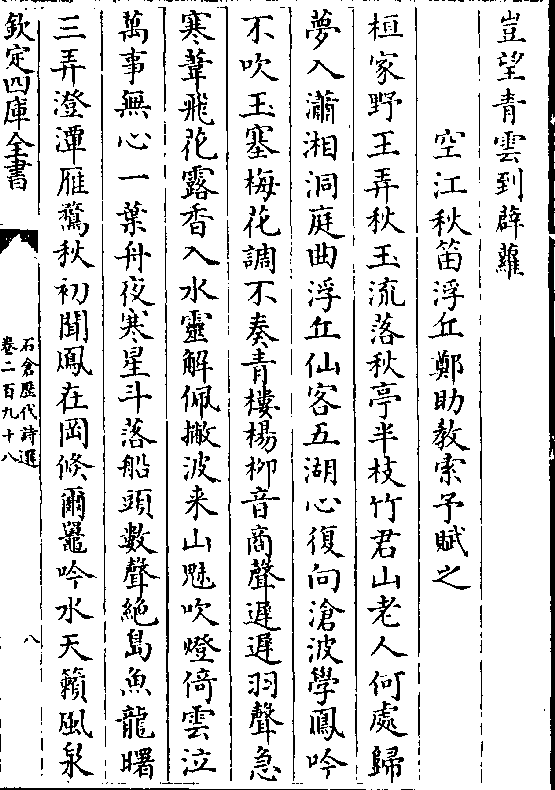 豈望青雲到薜蘿
空江秋笛浮丘鄭助教索予賦之
桓家野王弄秋玉流落秋亭半枝竹君山老人何處歸
夢入瀟湘洞庭曲浮丘仙客五湖心復向滄波學鳳吟
不吹玉塞梅花調不奏青樓楊柳音商聲遲遲羽聲急
寒葦飛花露香入水靈解佩撇波来山魅吹燈倚雲泣
萬事無心一葉舟夜寒星斗落船頭數聲絶島魚龍曙
三弄澄潭雁鶩秋初聞鳳在岡倐爾鼉吟水天籟風泉
欽定四庫全書
石倉歷代詩選
卷二百九十八
八